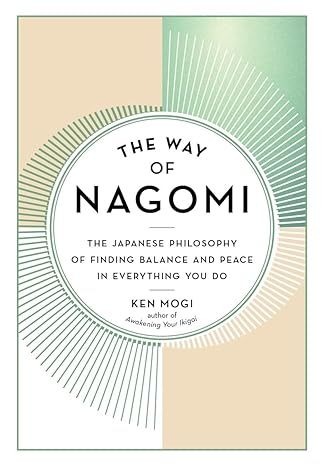 THE WAY
OF
NAGOMI
THE JAPANESE PHILOSOPHY
OF FINDING BALANCE AND PEACE
IN EVERYTHING YOU DO
KEN MOGI
author of
Awakening Your Ikigai